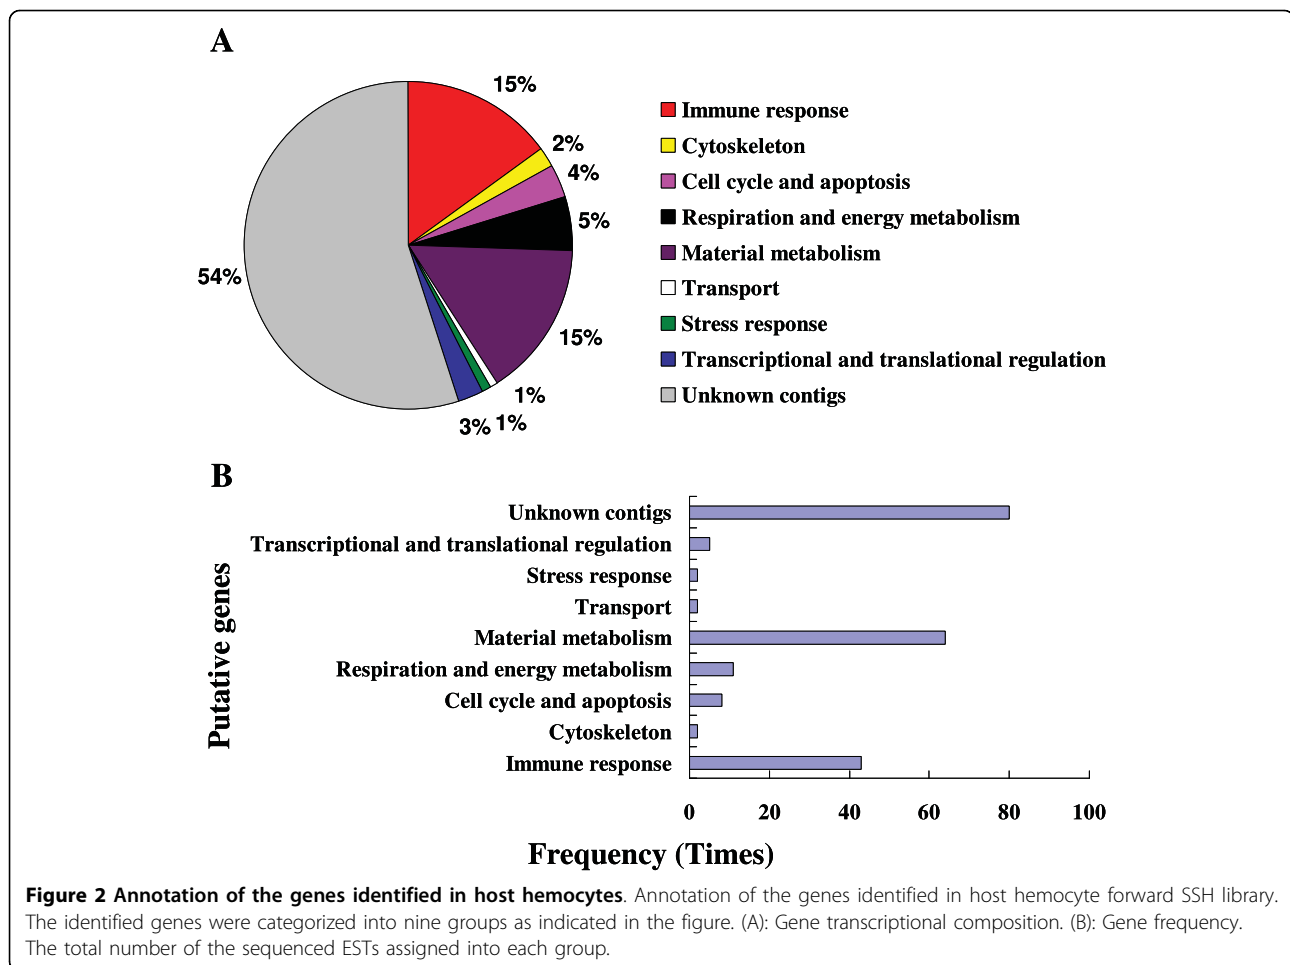 A
15%
2%
4%
5%
15%
1%
1%
3%
54%
Immune response
Cytoskeleton
Cell cycle and apoptosis
Respiration and energy metabolism
Material metabolism
Transport
Stress response
Transcriptional and translational regulation
Unknown contigs
B
Putative genes
Unknown contigs
Transcriptional and translational regulation
Stress response
Transport
Material metabolism
Respiration and energy metabolism
Cell cycle and apoptosis
Cytoskeleton
Immune response
0 20 40 60 80 100
Frequency (Times)
Figure 2 Annotation of the genes identified in host hemocytes. Annotation of the genes identified in host hemocyte forward SSH library.
The identified genes were categorized into nine groups as indicated in the figure. (A): Gene transcriptional composition. (B): Gene frequency.
The total number of the sequenced ESTs assigned into each group.